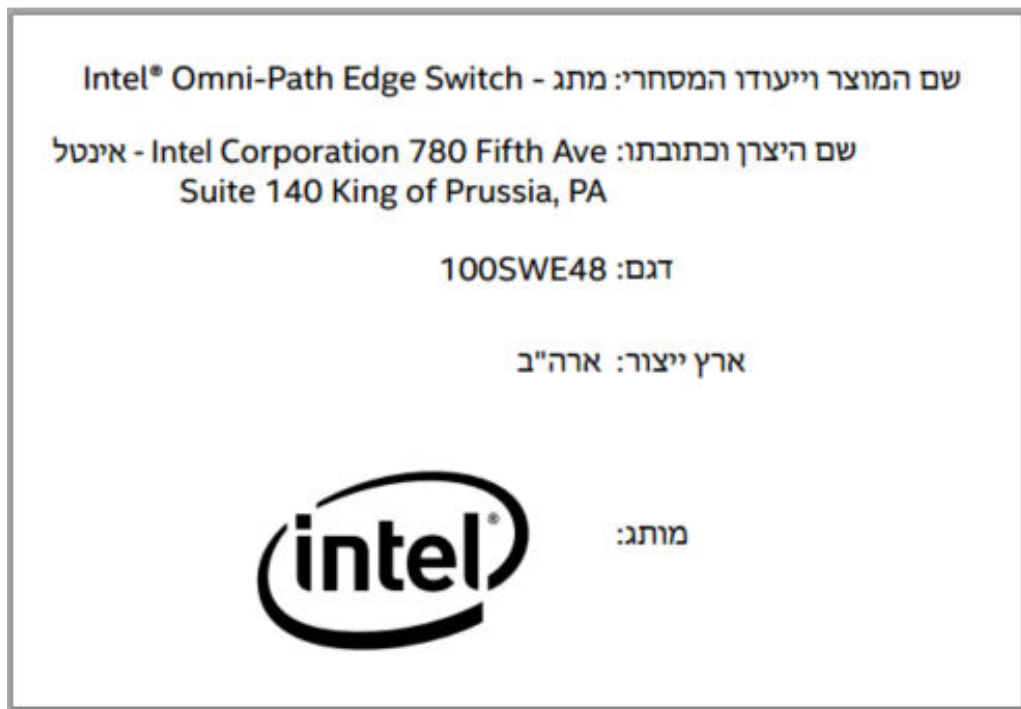 שם המוצר וייעודו המסחרי: מתג - Intel® Omni-Path Edge Switch
שם היצרן וכתובתו: Intel Corporation 780 Fifth Ave - אינטל
Suite 140 King of Prussia, PA
דגם: 100SWE48
ארץ ייצור: ארה"ב
מותג:
intel®